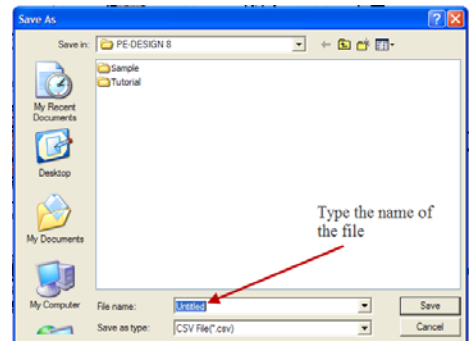 Save As
Save in:
PE-DESIGN 8
Sample
Tutorial
My Recent
Documents
Desktop
My Documents
My Computer
Type the name of
the file
File name:
Untitled
Save
Save as type:
CSV File(*.csv)
Cancel